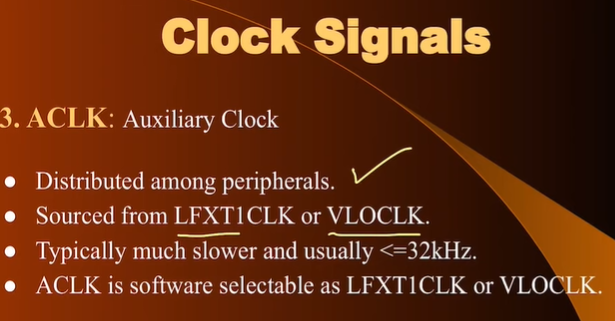 Clock Signals
3. ACLK: Auxiliary Clock
● Distributed among peripherals.
● Sourced from LFXT1CLK or VLOCLK.
● Typically much slower and usually <=32kHz.
● ACLK is software selectable as LFXT1CLK or VLOCLK.